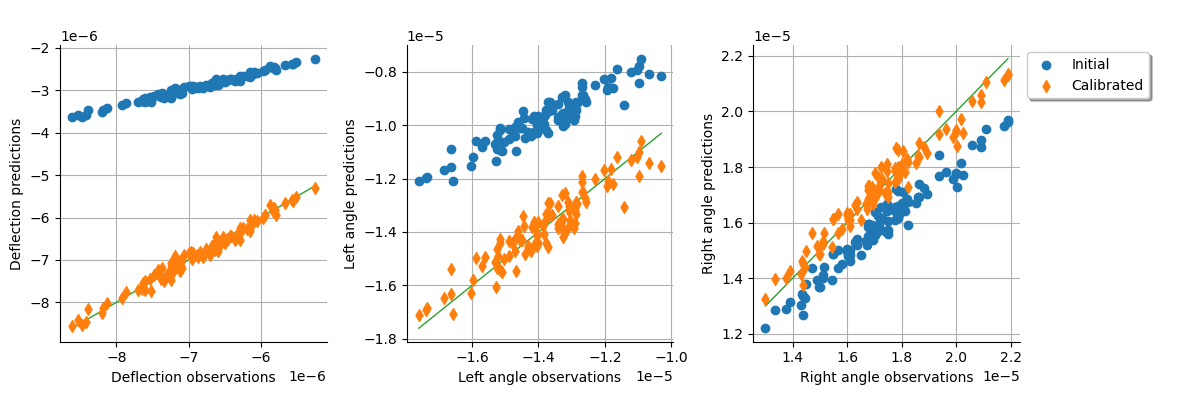 1e−6
−2
−3
−4
−5
−6
−7
−8
Deflection predictions
−8
−7
−6
Deflection observations
1e−6
1e−5
−0.8
−1.0
−1.2
−1.4
−1.6
−1.8
Left angle predictions
−1.6
−1.4
−1.2
−1.0
Left angle observations
1e−5
1e−5
2.2
2.0
1.8
1.6
1.4
1.2
Right angle predictions
1.4
1.6
1.8
2.0
2.2
Right angle observations
1e−5
Initial
Calibrated